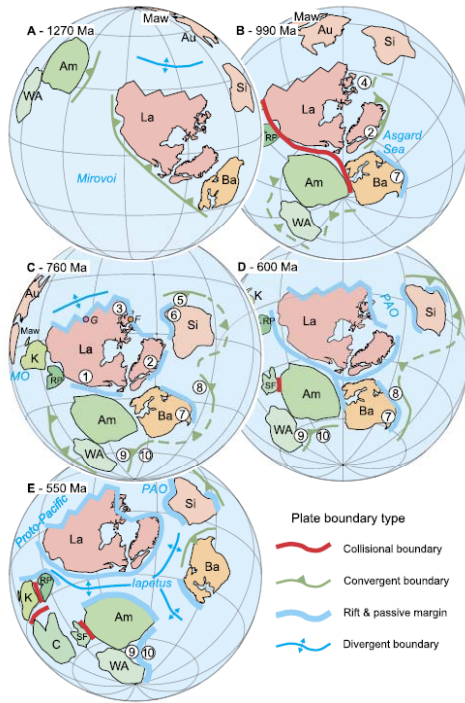 A - 1270 Ma
Maw
Au
Am
WA
Si
La
Mirovoi
Ba
B - 990 Ma
Maw
Au
Si
4
La
2
Asgard
Sea
RP
Am
Ba
7
WA
C - 760 Ma
Au
Maw
K
MO
RP
G
3
F
5
6
Si
La
2
1
8
Am
Ba
7
WA
9
10
D - 600 Ma
K
PAO
Si
RP
La
SF
Am
8
Ba
7
WA
9
10
E - 550 Ma
PAO
Si
Proto-Pacific
La
Ba
Iapetus
RP
K
C
SF
Am
WA
9
10
Plate boundary type
Collisional boundary
Convergent boundary
Rift & passive margin
Divergent boundary